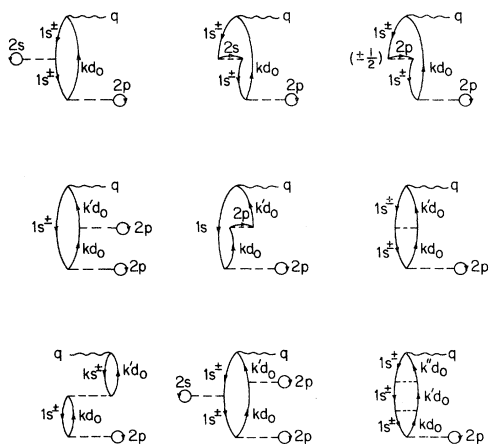 q
1s±
2s
1s±
kd₀
2p
q
1s±
2s
1s±
kd₀
2p
q
1s±
(±1/2)
2p
1s±
kd₀
2p
q
k'd₀
1s±
2p
kd₀
2p
q
k'd₀
1s
2p
kd₀
2p
q
1s±
k'd₀
1s±
kd₀
2p
q
ks±
k'd₀
1s±
kd₀
2p
q
1s±
k'd₀
2s
2p
1s±
kd₀
2p
q
1s±
k"d₀
1s±
k'd₀
1s±
kd₀
2p